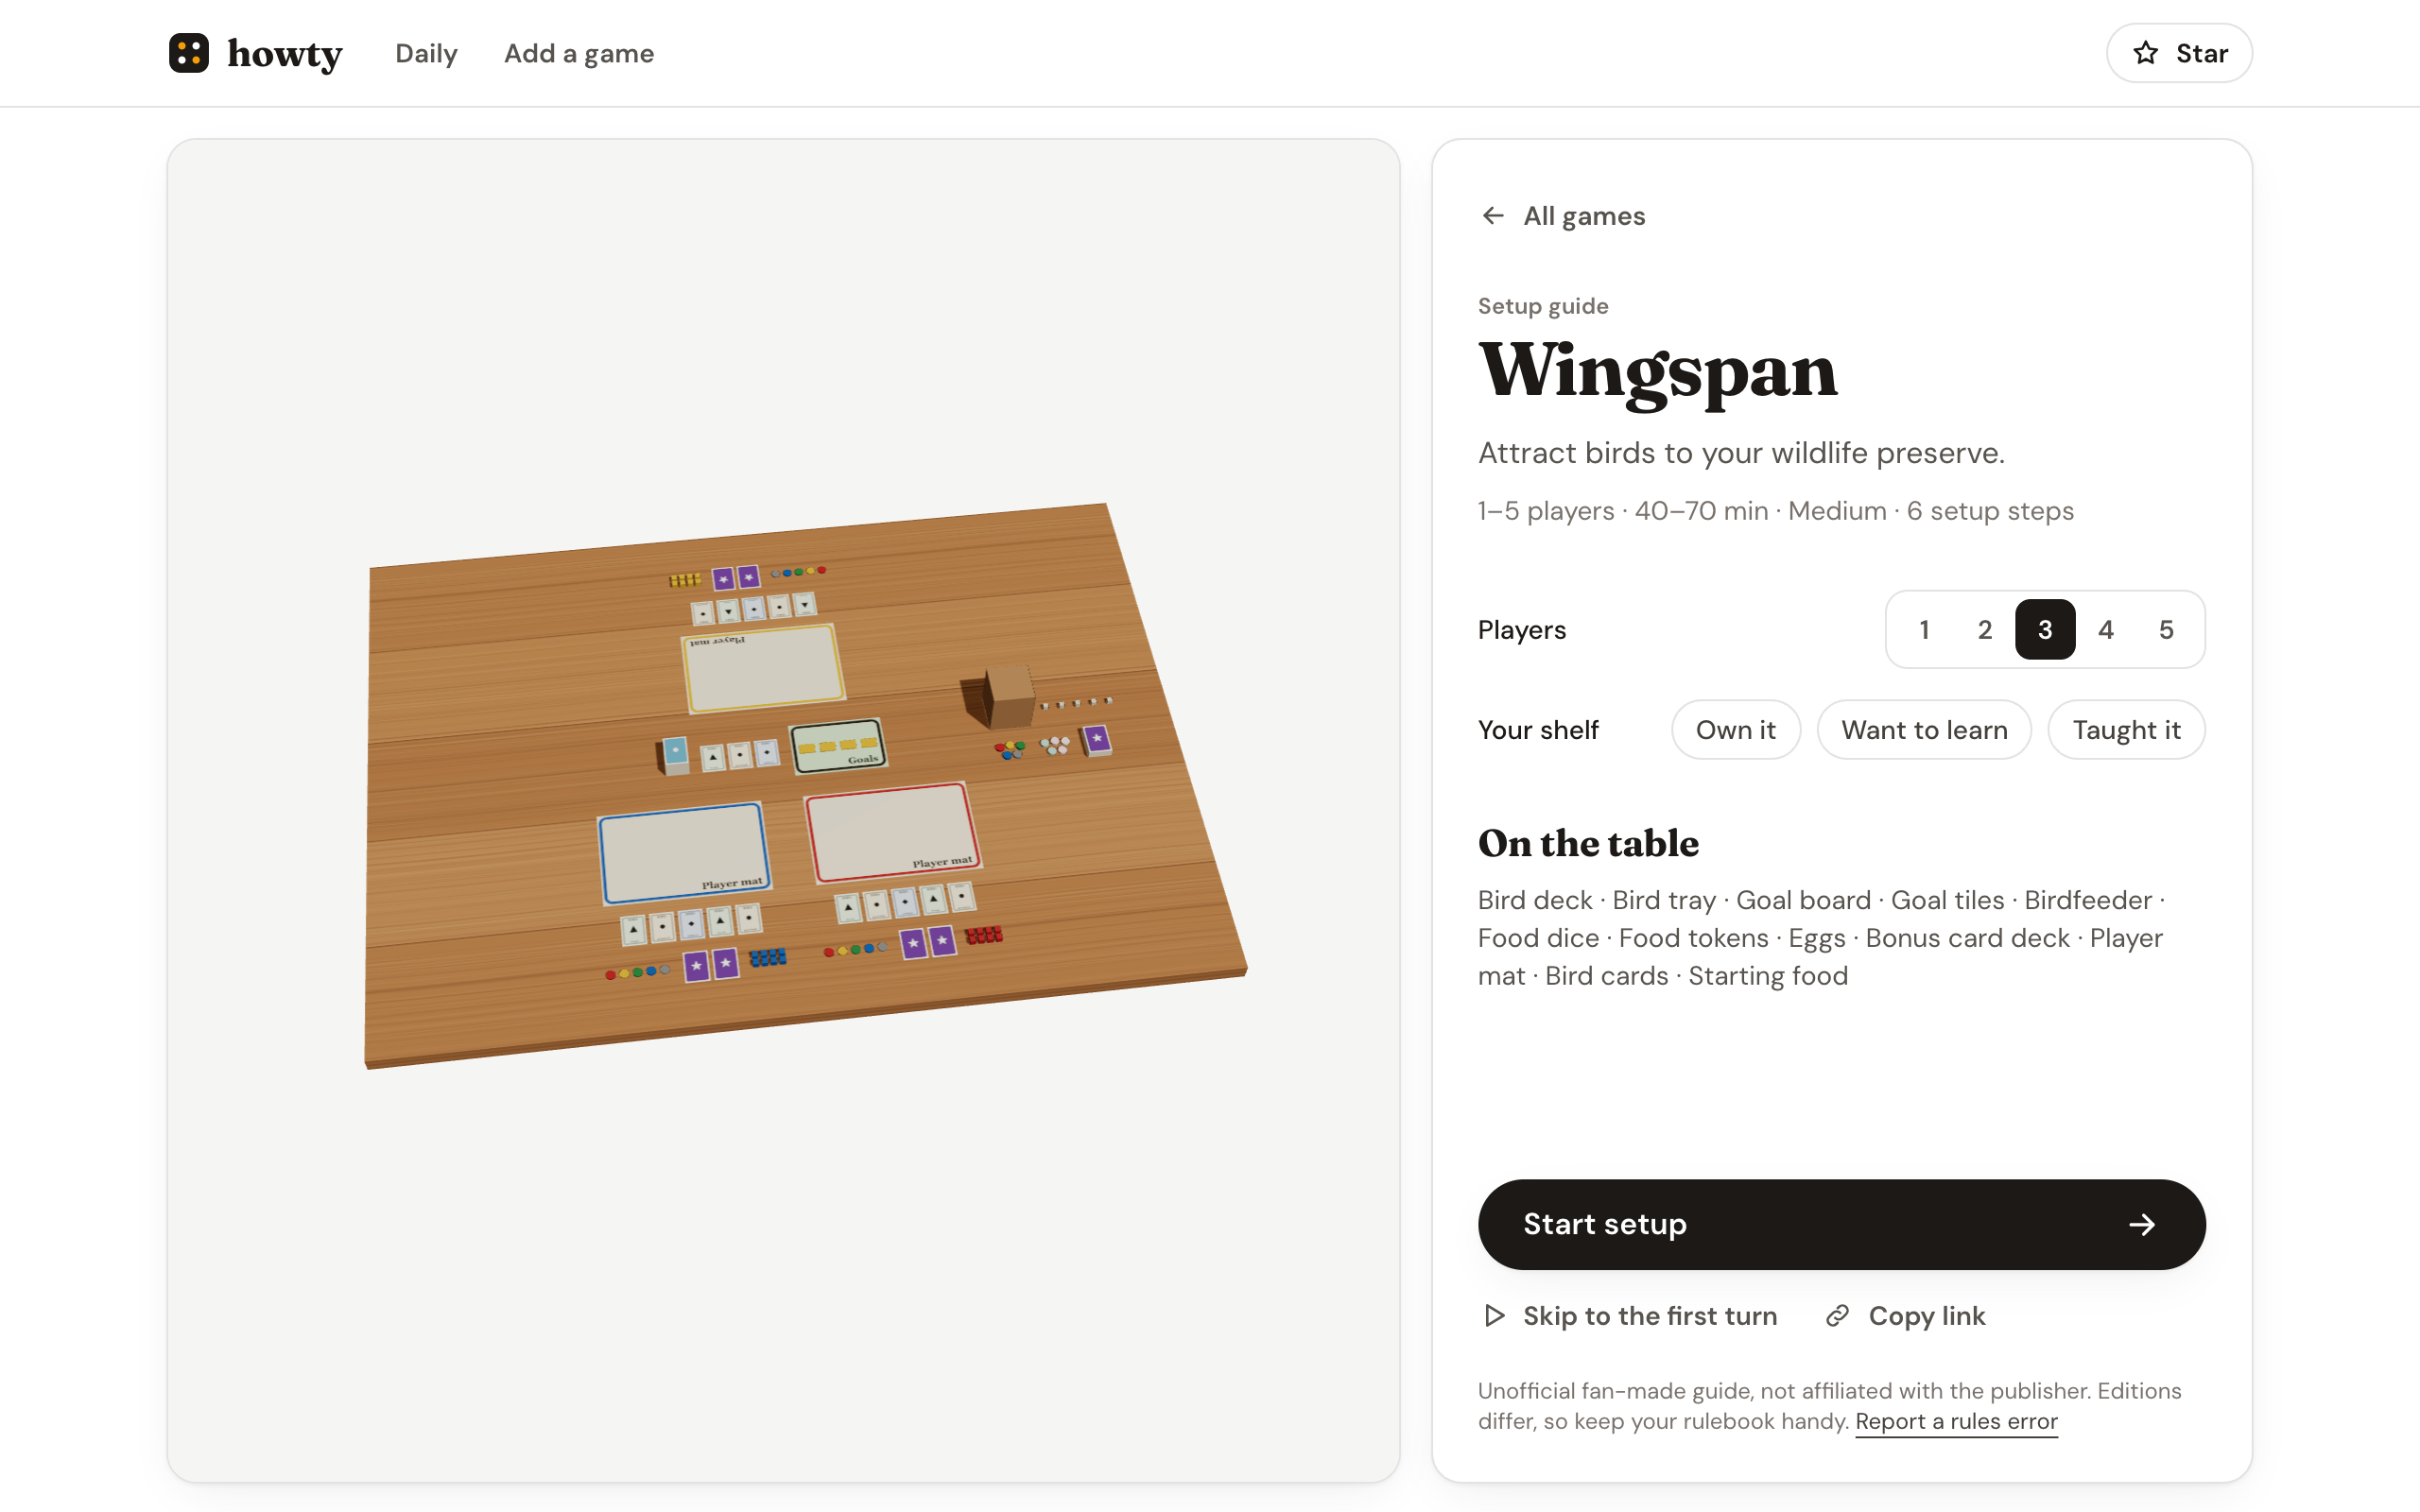 howty
Daily
Add a game
Star
All games
Setup guide
Wingspan
Attract birds to your wildlife preserve.
1–5 players · 40–70 min · Medium · 6 setup steps
Players
1 2 3 4 5
Your shelf
Own it
Want to learn
Taught it
On the table
Bird deck · Bird tray · Goal board · Goal tiles · Birdfeeder ·
Food dice · Food tokens · Eggs · Bonus card deck · Player
mat · Bird cards · Starting food
Start setup
Skip to the first turn
Copy link
Unofficial fan-made guide, not affiliated with the publisher. Editions
differ, so keep your rulebook handy. Report a rules error
Player mat
Goals
Player mat
Player mat